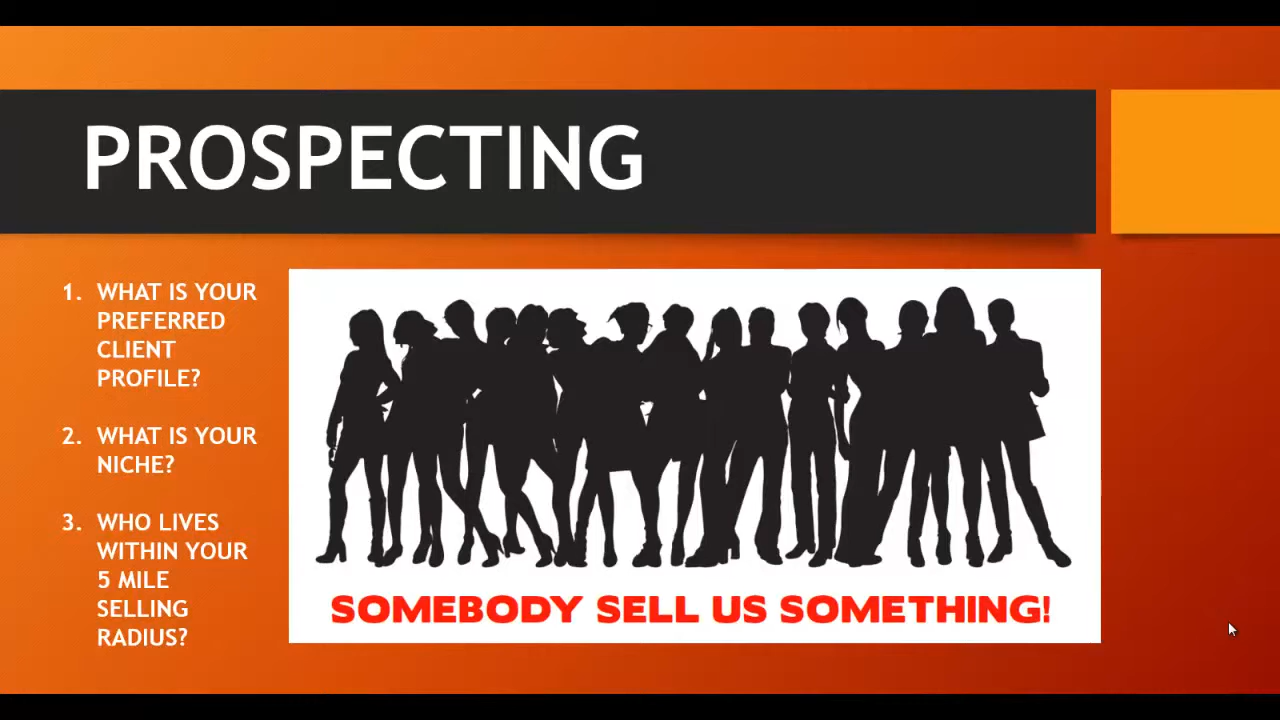 PROSPECTING
1. WHAT IS YOUR
PREFERRED
CLIENT
PROFILE?
2. WHAT IS YOUR
NICHE?
3. WHO LIVES
WITHIN YOUR
5 MILE
SELLING
RADIUS?
SOMEBODY SELL US SOMETHING!